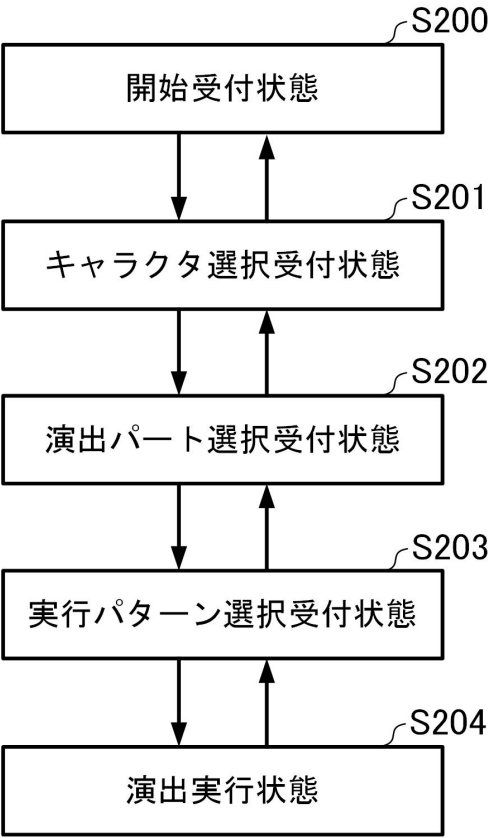 S200
開始受付状態
S201
キャラクタ選択受付状態
S202
演出パート選択受付状態
S203
実行パターン選択受付状態
S204
演出実行状態